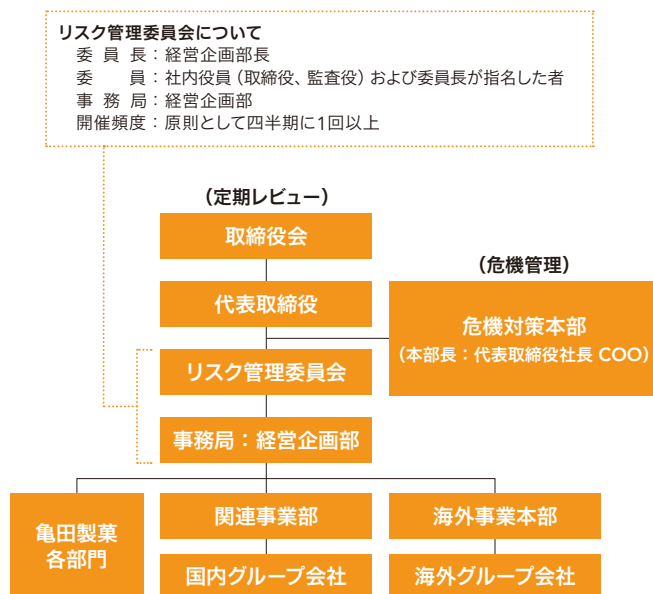 リスク管理委員会について
委員長：経営企画部長
委員：社内役員（取締役、監査役）および委員長が指名した者
事務局：経営企画部
開催頻度：原則として四半期に1回以上
（定期レビュー）
取締役会
（危機管理）
代表取締役
危機対策本部
（本部長：代表取締役社長 COO）
リスク管理委員会
事務局：経営企画部
亀田製菓
各部門
関連事業部
海外事業本部
国内グループ会社
海外グループ会社